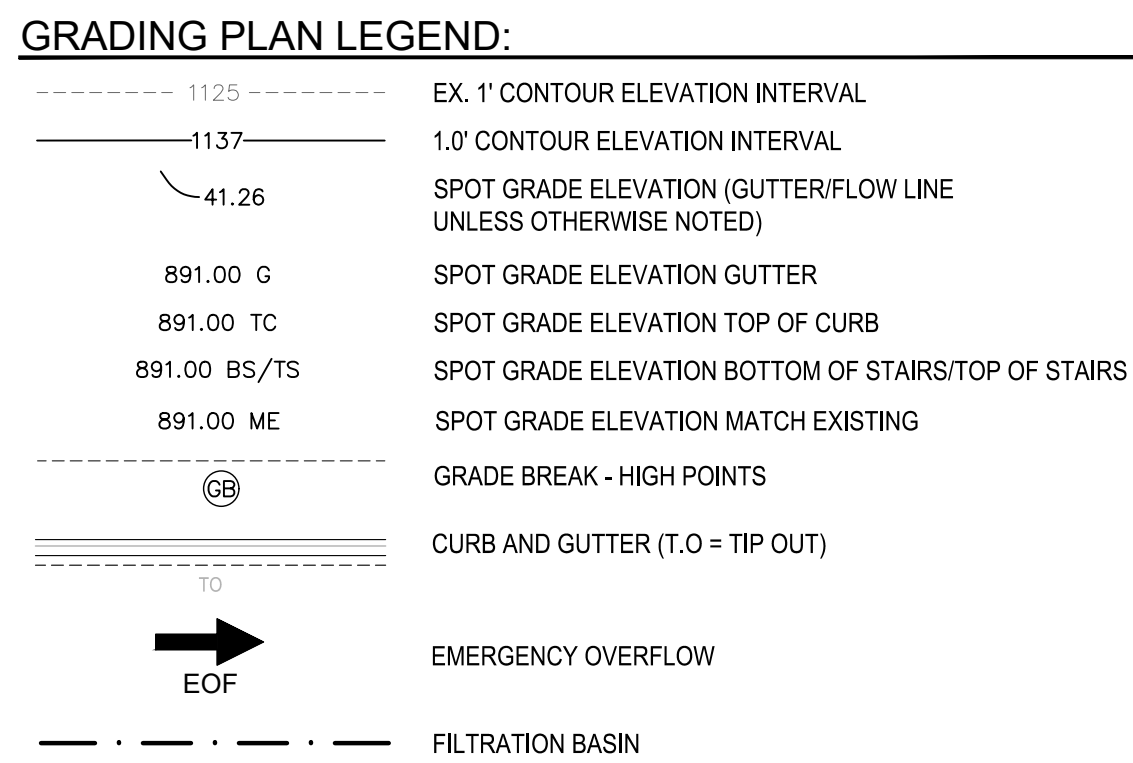 GRADING PLAN LEGEND:
1125 EX. 1' CONTOUR ELEVATION INTERVAL
1137 1.0' CONTOUR ELEVATION INTERVAL
41.26 SPOT GRADE ELEVATION (GUTTER/FLOW LINE
UNLESS OTHERWISE NOTED)
891.00 G SPOT GRADE ELEVATION GUTTER
891.00 TC SPOT GRADE ELEVATION TOP OF CURB
891.00 BS/TS SPOT GRADE ELEVATION BOTTOM OF STAIRS/TOP OF STAIRS
891.00 ME SPOT GRADE ELEVATION MATCH EXISTING
GB GRADE BREAK - HIGH POINTS
CURB AND GUTTER (T.O = TIP OUT)
TO
EMERGENCY OVERFLOW
EOF
FILTRATION BASIN